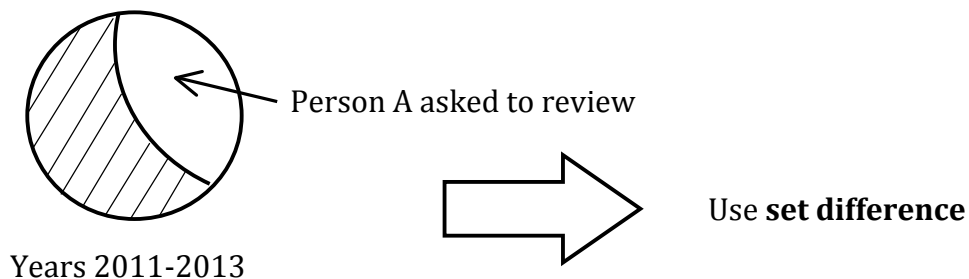 Person A asked to review
Use set difference
Years 2011-2013